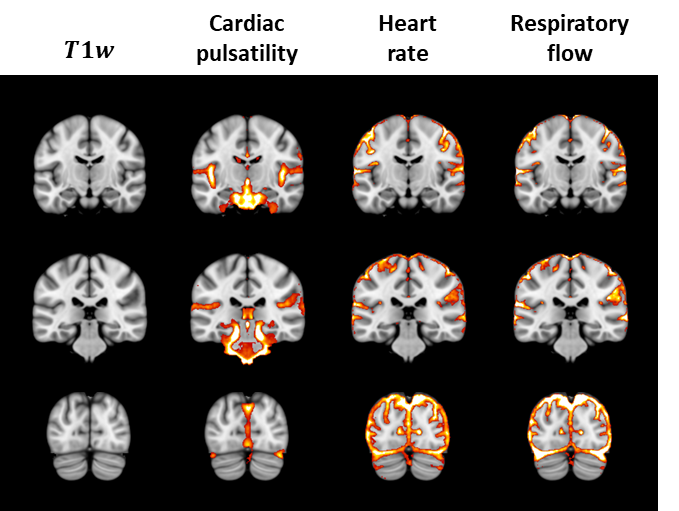 T1w
Cardiac
pulsatility
Heart
rate
Respiratory
flow